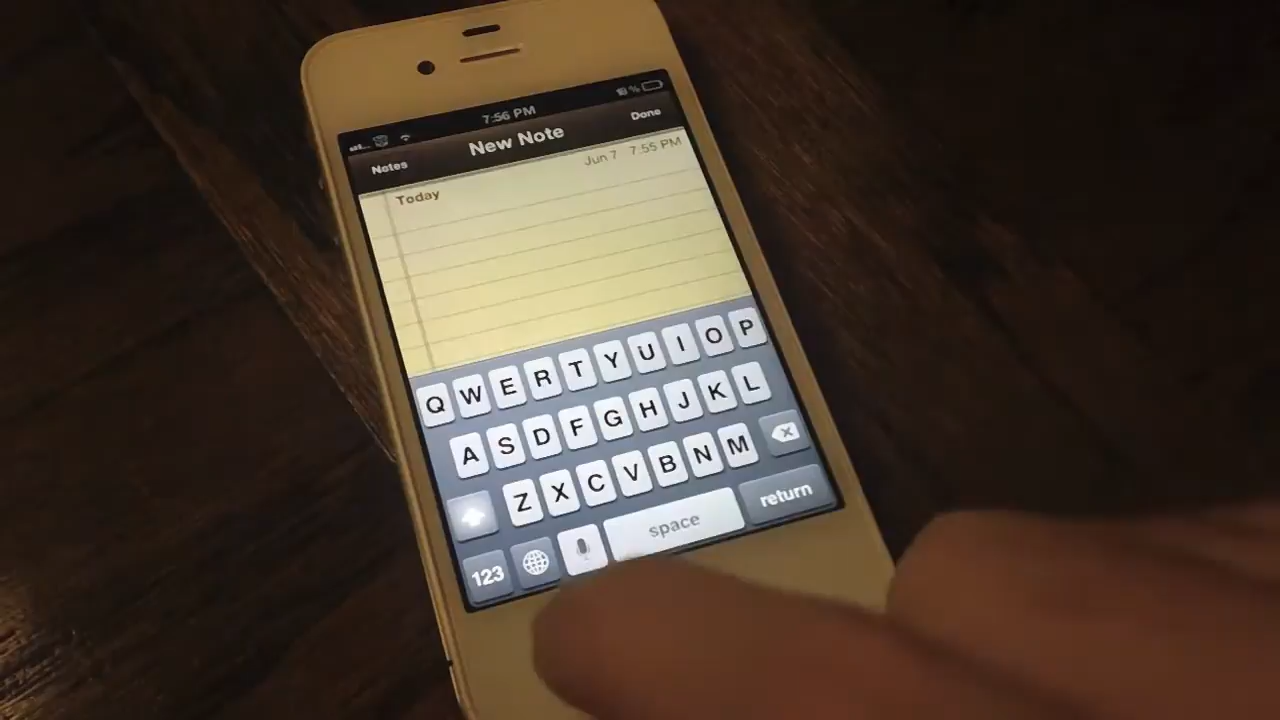 7:56 PM
Notes
New Note
Done
Today
Jun 7 7:55 PM
Q W E R T Y U I O P
A S D F G H J K L
Z X C V B N M
123
space
return